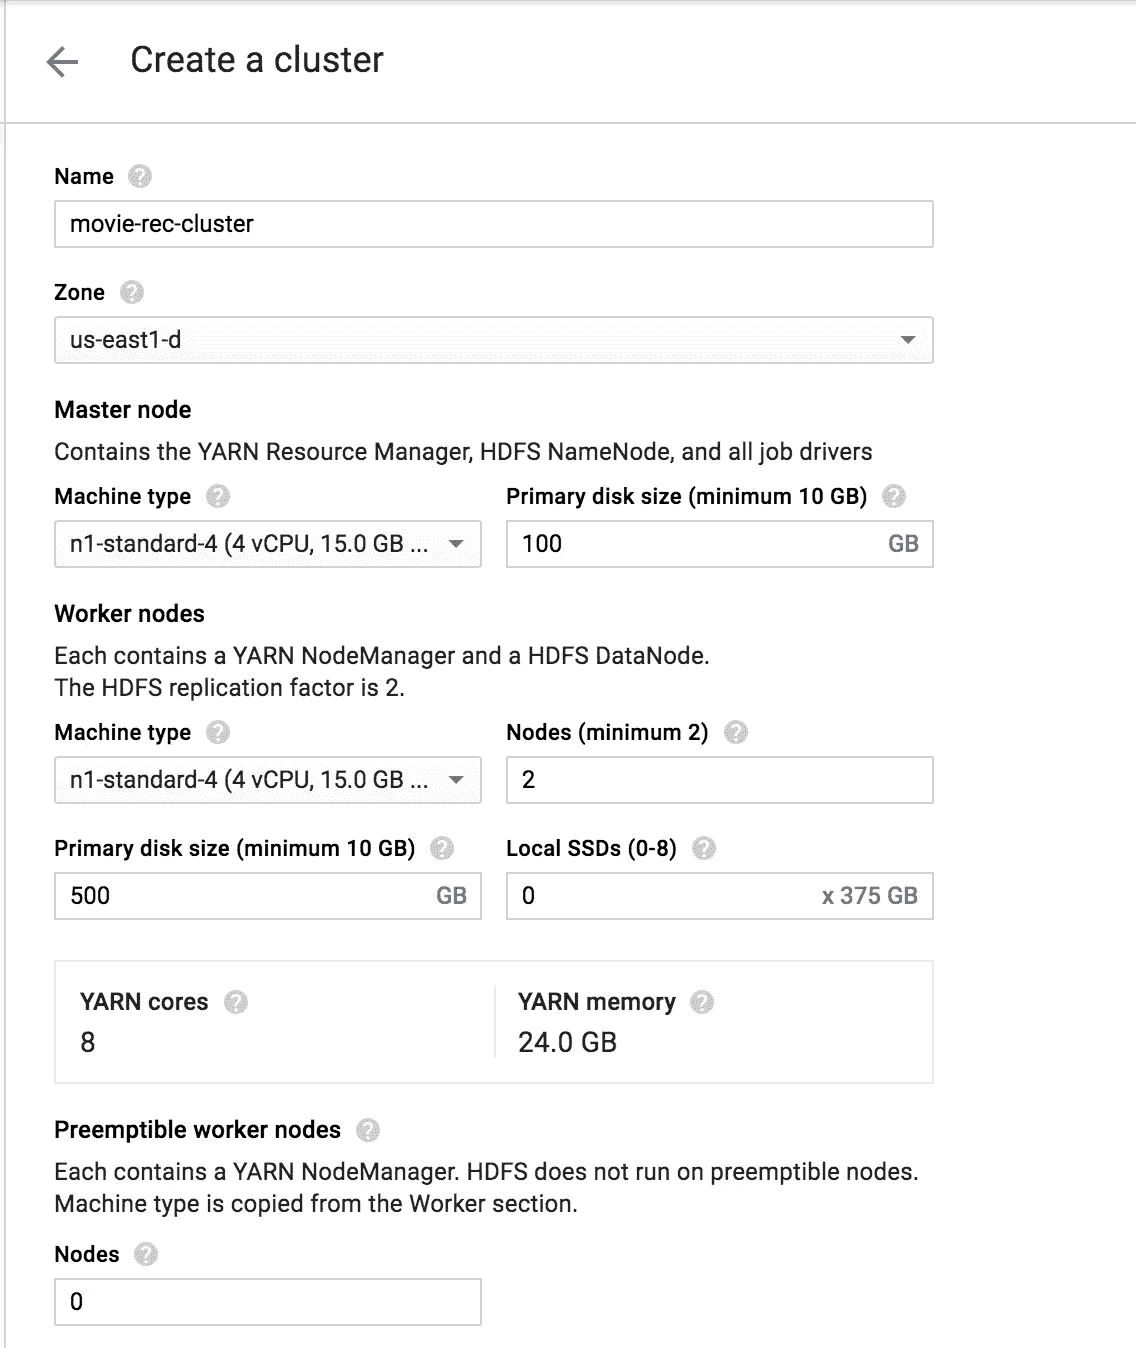 Create a cluster
Name
movie-rec-cluster
Zone
us-east1-d
Master node
Contains the YARN Resource Manager, HDFS NameNode, and all job drivers
Machine type Primary disk size (minimum 10 GB)
n1-standard-4 (4 vCPU, 15.0 GB ... 100 GB
Worker nodes
Each contains a YARN NodeManager and a HDFS DataNode.
The HDFS replication factor is 2.
Machine type Nodes (minimum 2)
n1-standard-4 (4 vCPU, 15.0 GB ... 2
Primary disk size (minimum 10 GB) Local SSDs (0-8)
500 GB 0 x 375 GB
YARN cores YARN memory
8 24.0 GB
Preemptible worker nodes
Each contains a YARN NodeManager. HDFS does not run on preemptible nodes.
Machine type is copied from the Worker section.
Nodes
0